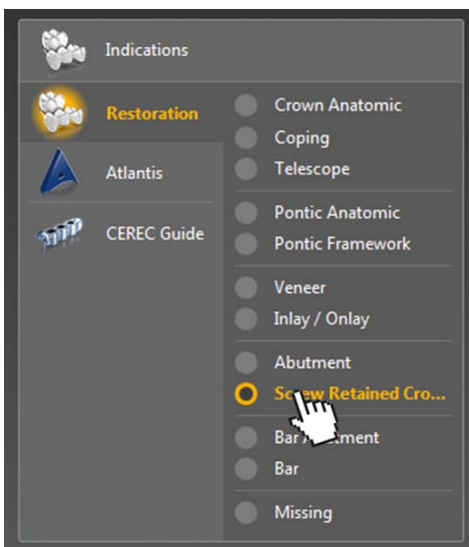 Indications
Restoration
Atlantis
CEREC Guide
Crown Anatomic
Coping
Telescope
Pontic Anatomic
Pontic Framework
Veneer
Inlay / Onlay
Abutment
Screw Retained Cro...
Bar Abutment
Bar
Missing